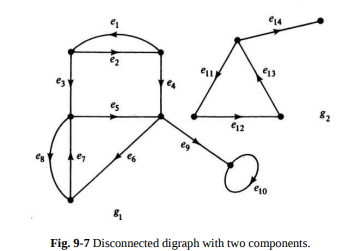 e1
e14
e2
e3
e4
e11
e13
e5
e12
g2
e8
e7
e6
e9
e10
g1
Fig. 9-7 Disconnected digraph with two components.